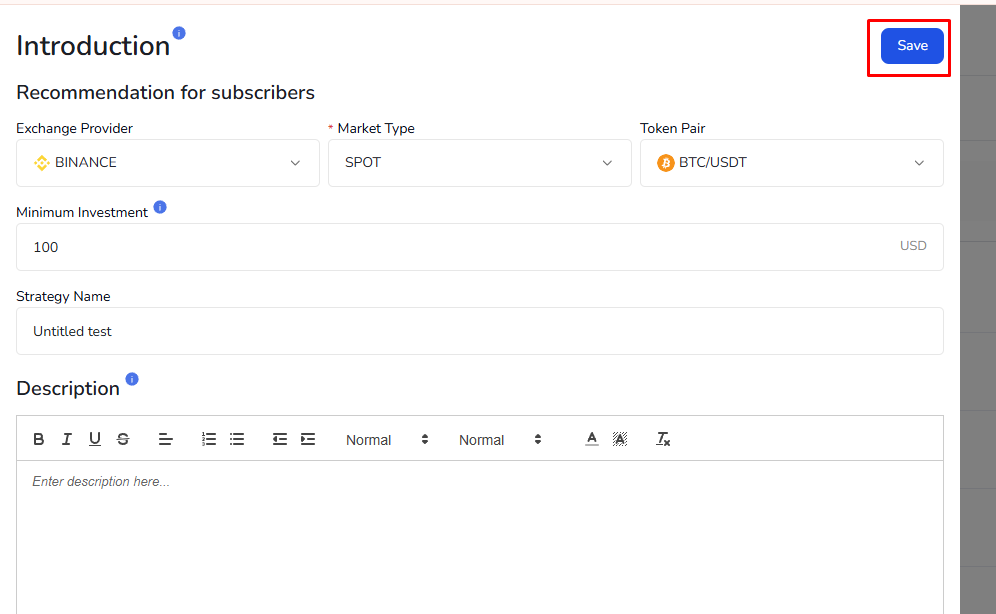 Introduction
Save
Recommendation for subscribers
Exchange Provider
* Market Type
Token Pair
BINANCE
SPOT
BTC/USDT
Minimum Investment
100
USD
Strategy Name
Untitled test
Description
B I U S Normal Normal A A Tx
Enter description here...